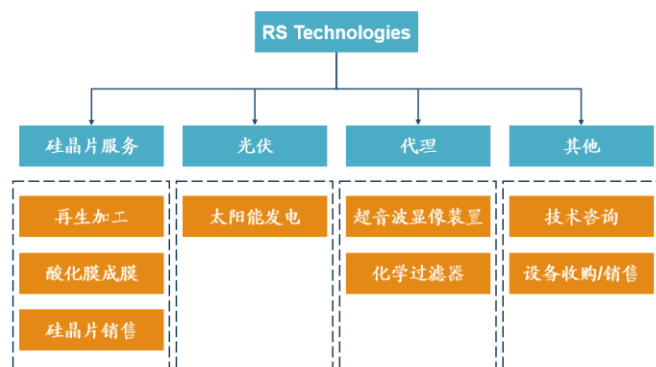 RS Technologies
硅晶片服务
光伏
代理
其他
再生加工
太阳能发电
超音波显像装置
技术咨询
酸化膜成膜
化学过滤器
设备收购/销售
硅晶片销售